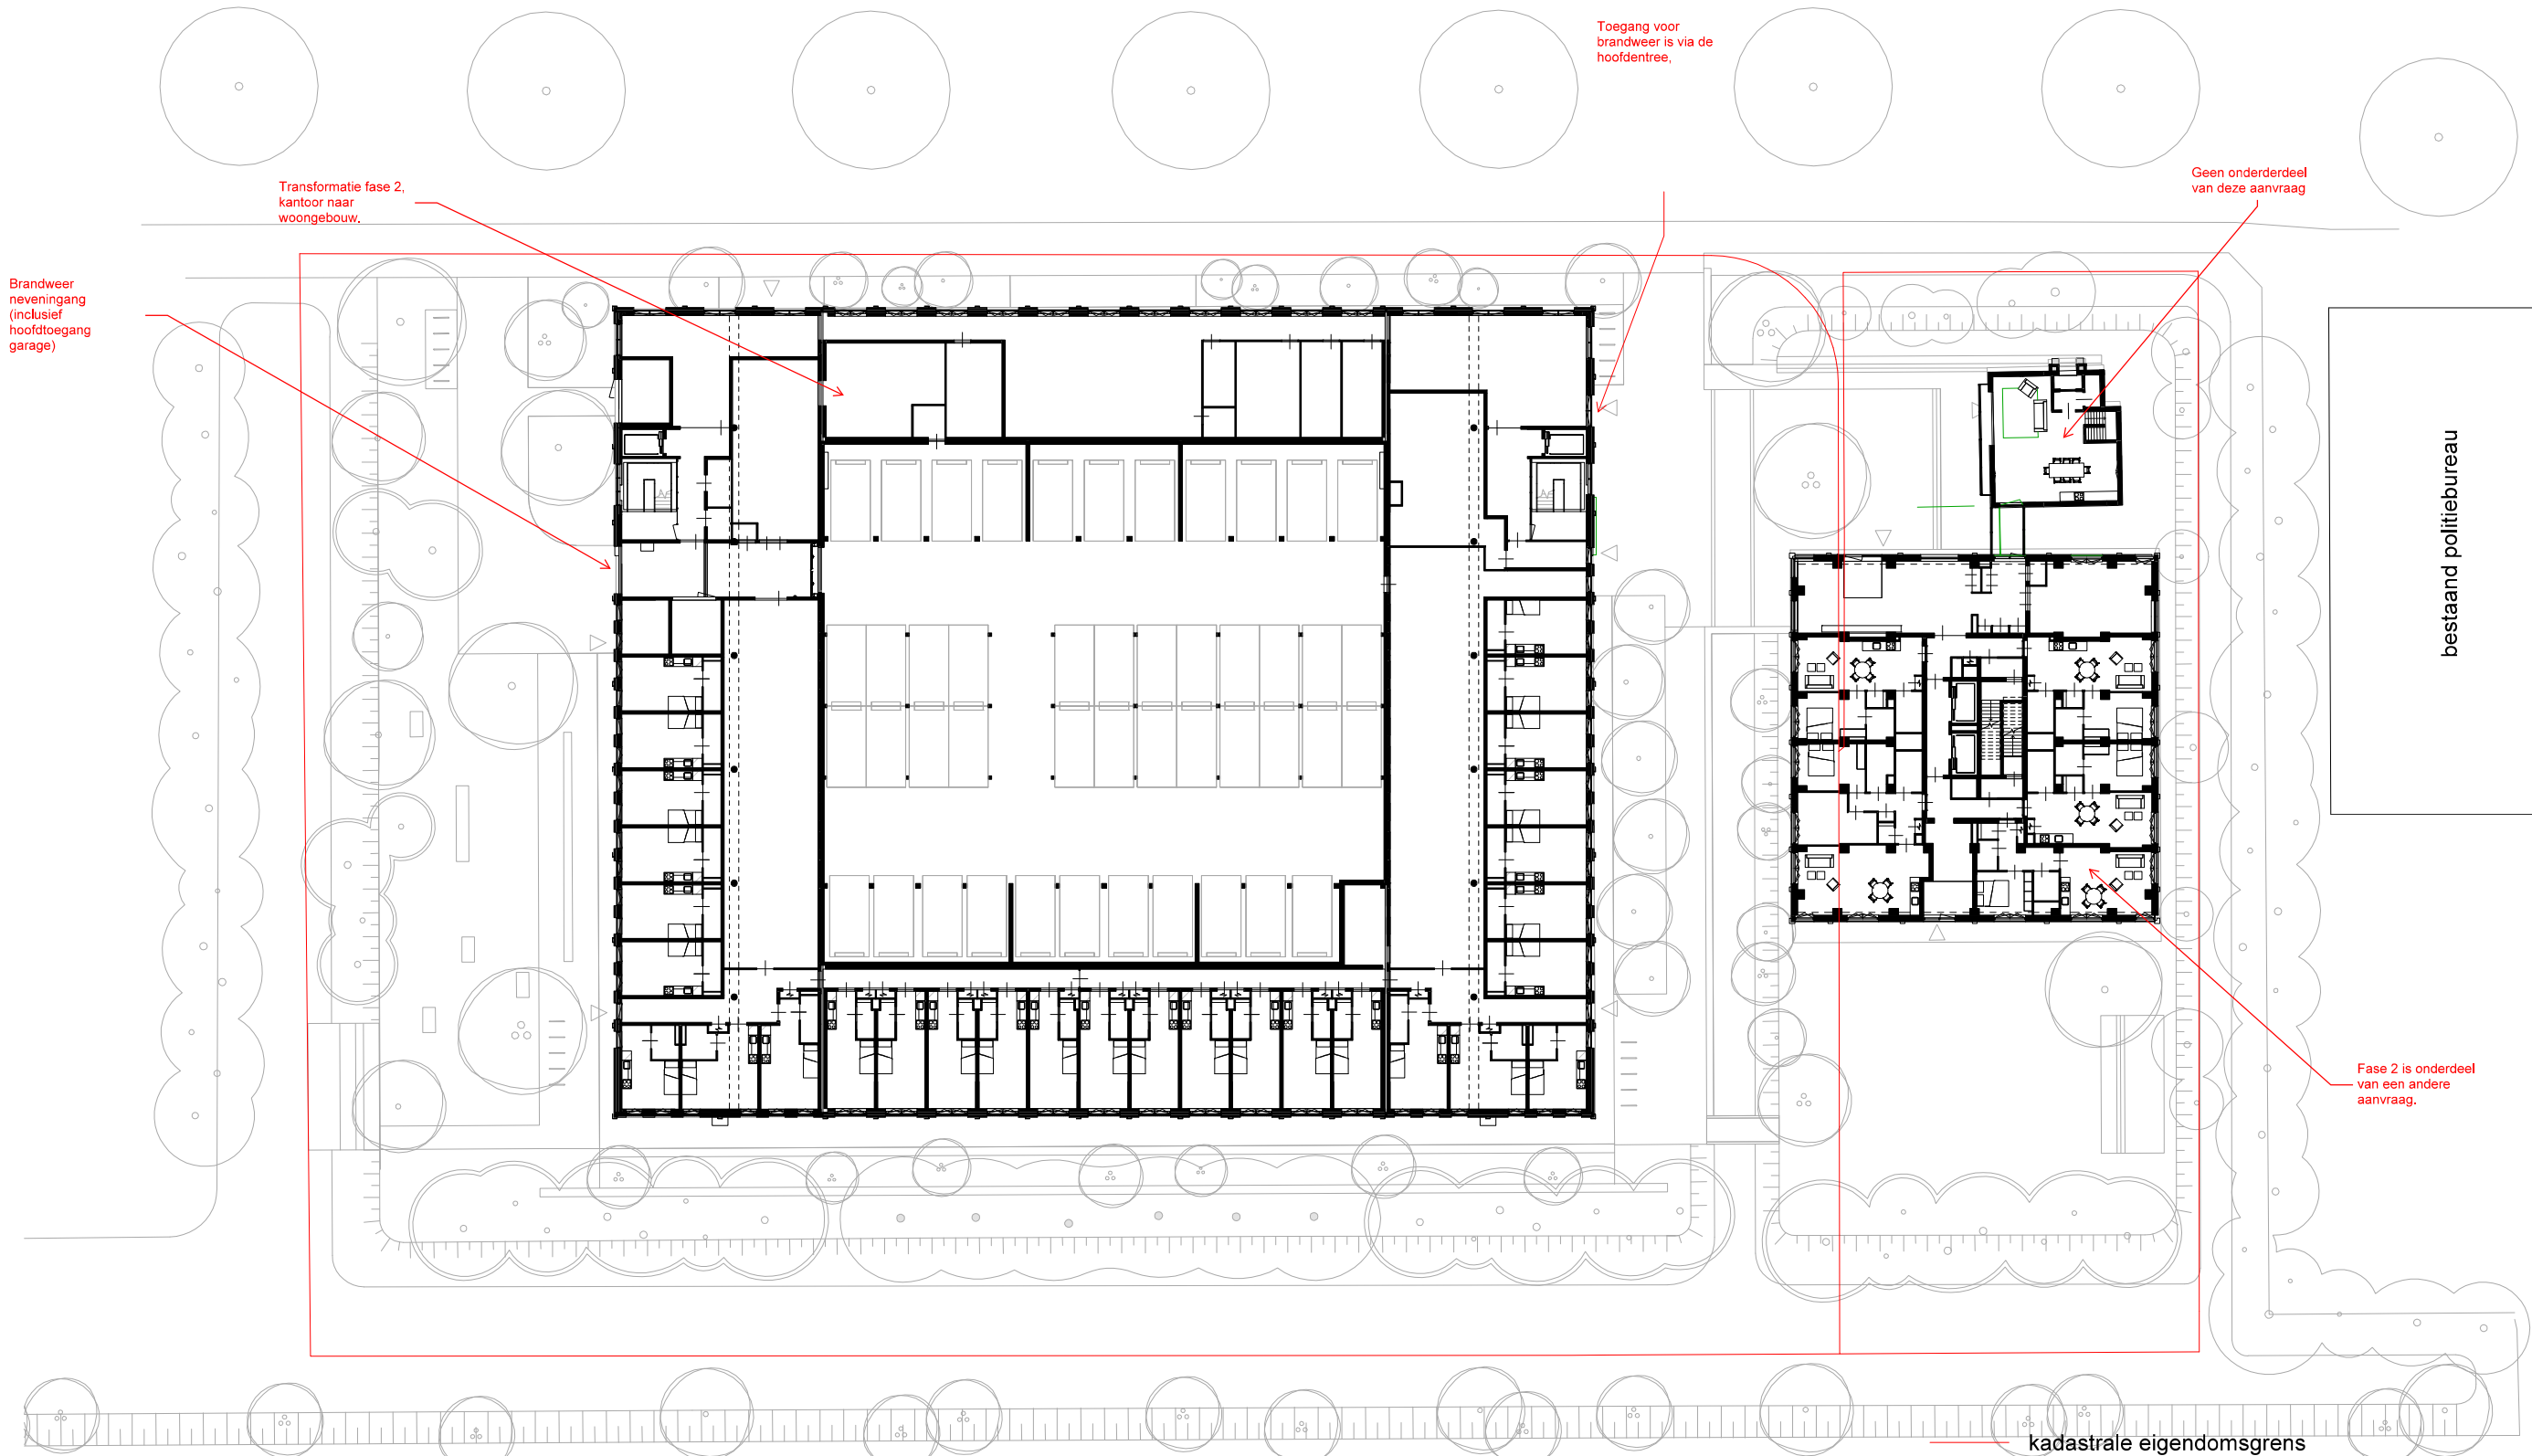 Toegang voor
brandweer is via de
hoofdentree,
Transformatie fase 2,
kantoor naar
woongebouw.
Geen onderderdeel
van deze aanvraag
Brandweer
neveningang
(inclusief
hoofdtoegang
garage)
bestaand politiebureau
Fase 2 is onderdeel
van een andere
aanvraag.
kadastrale eigendomsgrens